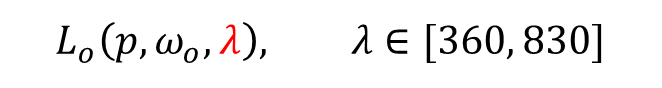 Lₒ(p, ωₒ, λ), λ ∈ [360, 830]